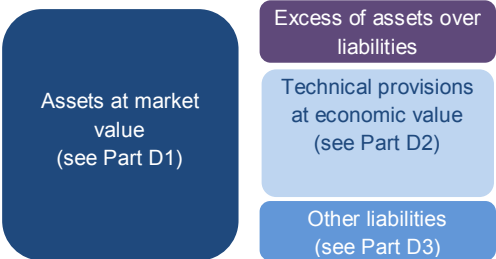 Assets at market
value
(see Part D1)
Excess of assets over
liabilities
Technical provisions
at economic value
(see Part D2)
Other liabilities
(see Part D3)